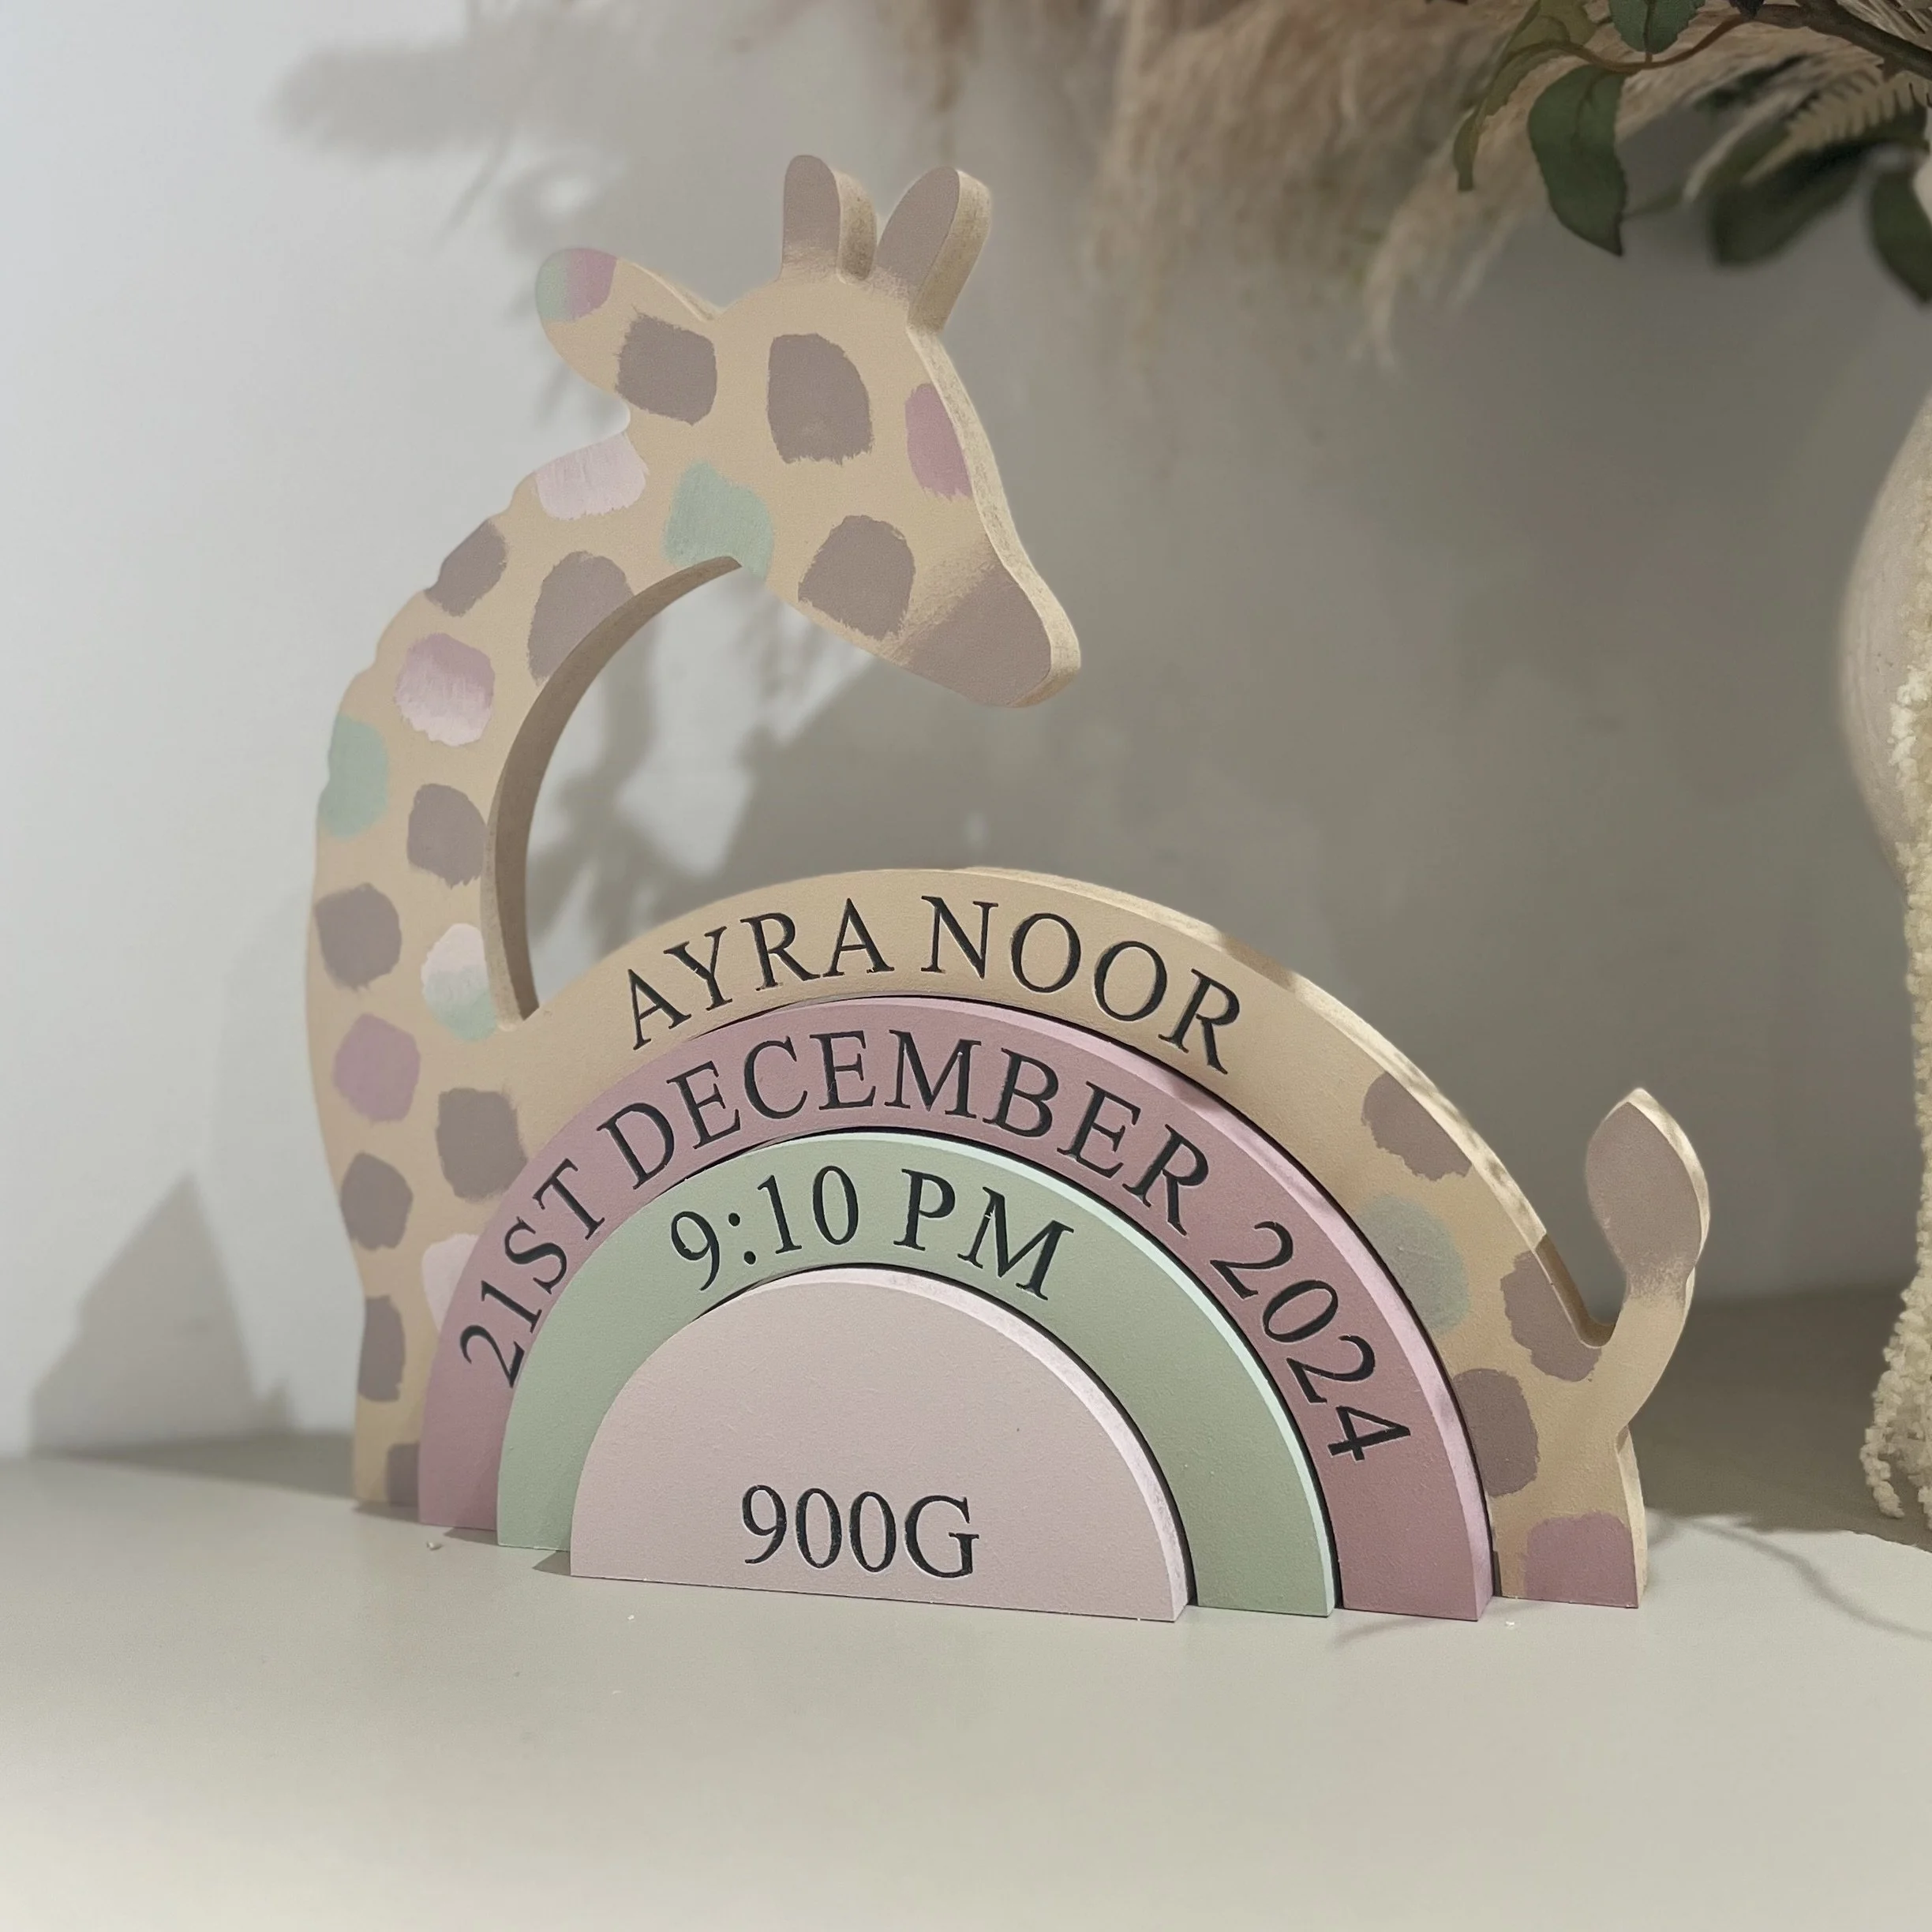 AYRA NOOR
21ST DECEMBER 2024
9:10 PM
900G